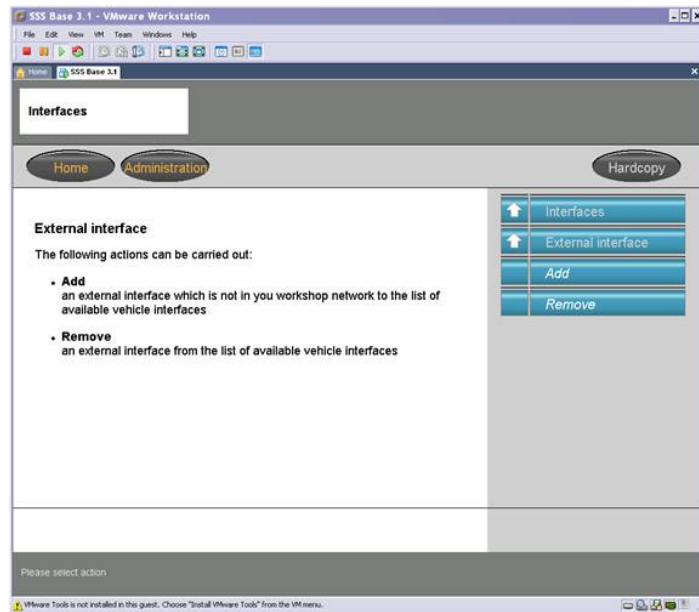 SSS Base 3.1 - VMware Workstation
File Edit View VM Team Windows Help
Home SSS Base 3.1
Interfaces
Home Administration Hardcopy
External interface
The following actions can be carried out:
• Add
an external interface which is not in you workshop network to the list of
available vehicle interfaces
• Remove
an external interface from the list of available vehicle interfaces
Interfaces
External interface
Add
Remove
Please select action
VMware Tools is not installed in this guest. Choose "Install VMware Tools" from the VM menu.